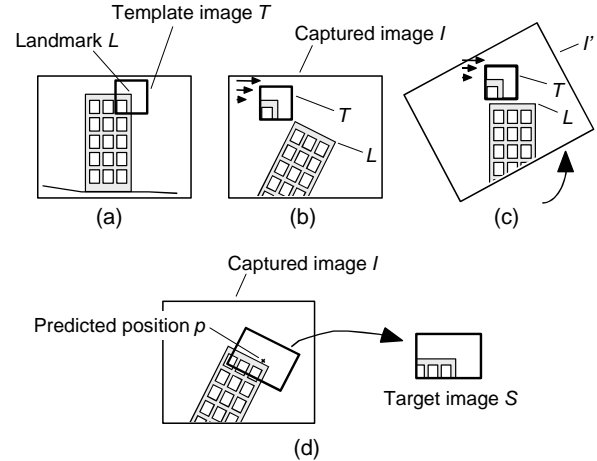 Template image T
Landmark L
Captured image I
I’
T
L
T
L
(a)
(b)
(c)
Captured image I
Predicted position p
Target image S
(d)